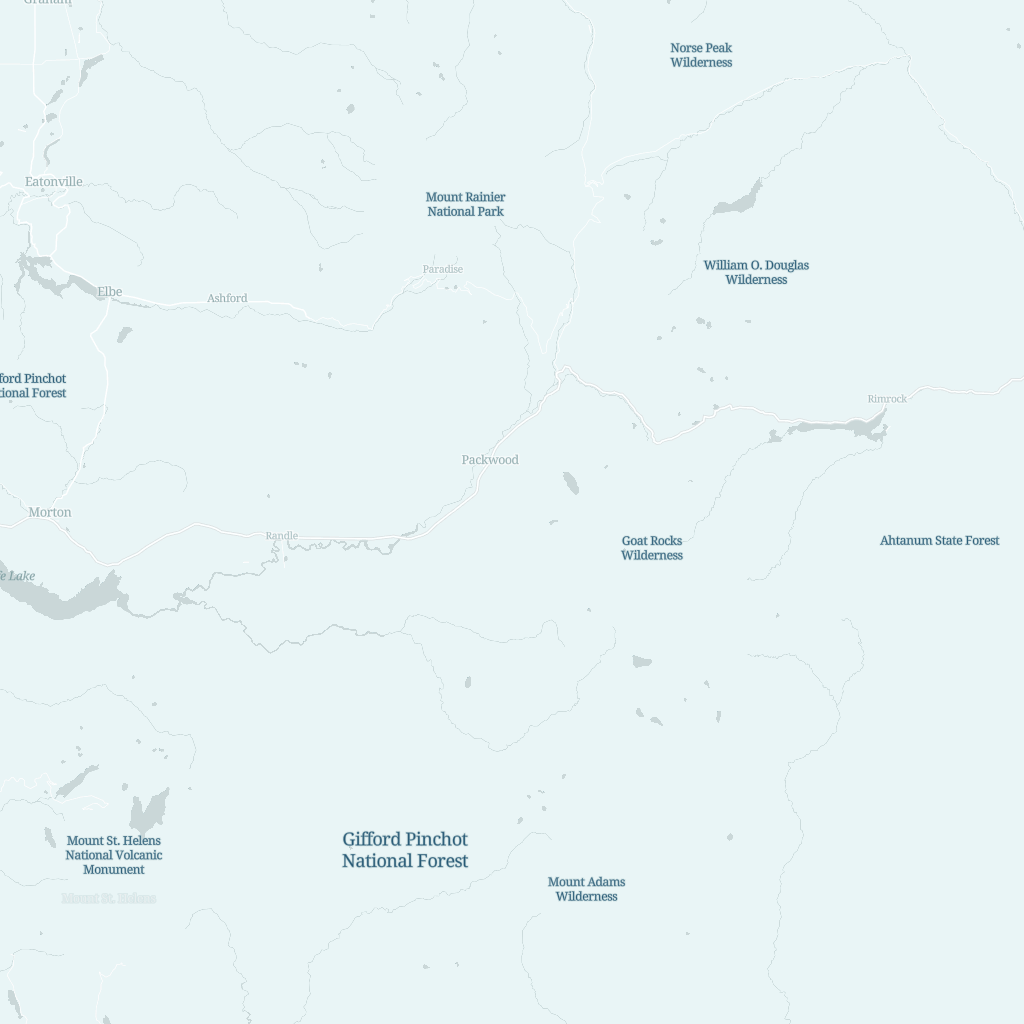 Graham
Norse Peak
Wilderness
Eatonville
Mount Rainier
National Park
William O. Douglas
Wilderness
Paradise
Elbe
Ashford
ford Pinchot
tional Forest
Rimrock
Packwood
Morton
Randle
Goat Rocks
Wilderness
Ahtanum State Forest
e Lake
Mount St. Helens
National Volcanic
Monument
Gifford Pinchot
National Forest
Mount Adams
Wilderness
Mount St. Helens